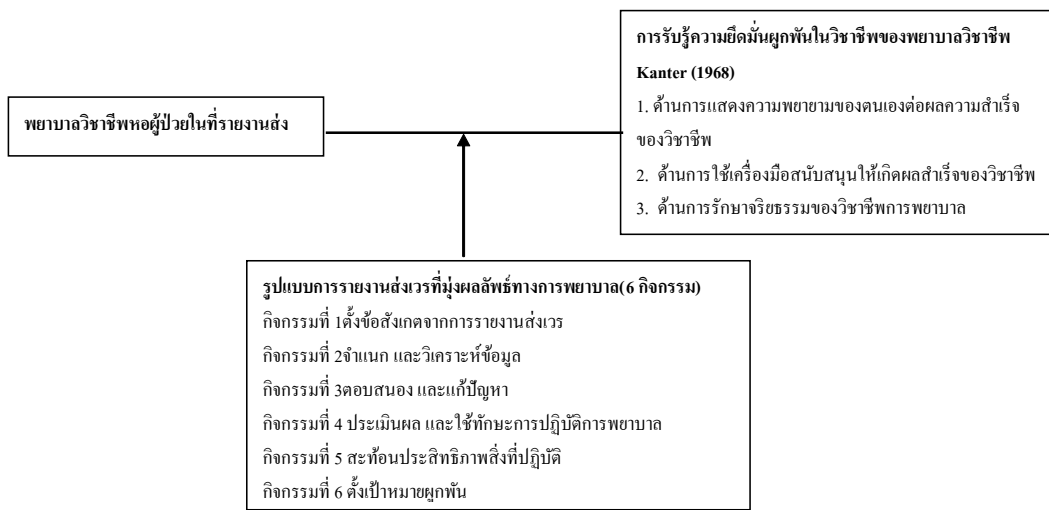 พยาบาลวิชาชีพหอผู้ป่วยในที่รายงานส่ง
การรับรู้ความยึดมั่นผูกพันในวิชาชีพของพยาบาลวิชาชีพ
Kanter (1968)
1. ด้านการแสดงความพยายามของตนเองต่อผลความสำเร็จ
ของวิชาชีพ
2. ด้านการใช้เครื่องมือสนับสนุนให้เกิดผลสำเร็จของวิชาชีพ
3. ด้านการรักษาจริยธรรมของวิชาชีพการพยาบาล
รูปแบบการรายงานส่งเวรที่มุ่งผลลัพธ์ทางการพยาบาล(6 กิจกรรม)
กิจกรรมที่ 1ตั้งข้อสังเกตจากการรายงานส่งเวร
กิจกรรมที่ 2จำแนก และวิเคราะห์ข้อมูล
กิจกรรมที่ 3ตอบสนอง และแก้ปัญหา
กิจกรรมที่ 4 ประเมินผล และใช้ทักษะการปฏิบัติการพยาบาล
กิจกรรมที่ 5 สะท้อนประสิทธิภาพสิ่งที่ปฏิบัติ
กิจกรรมที่ 6 ตั้งเป้าหมายผูกพัน